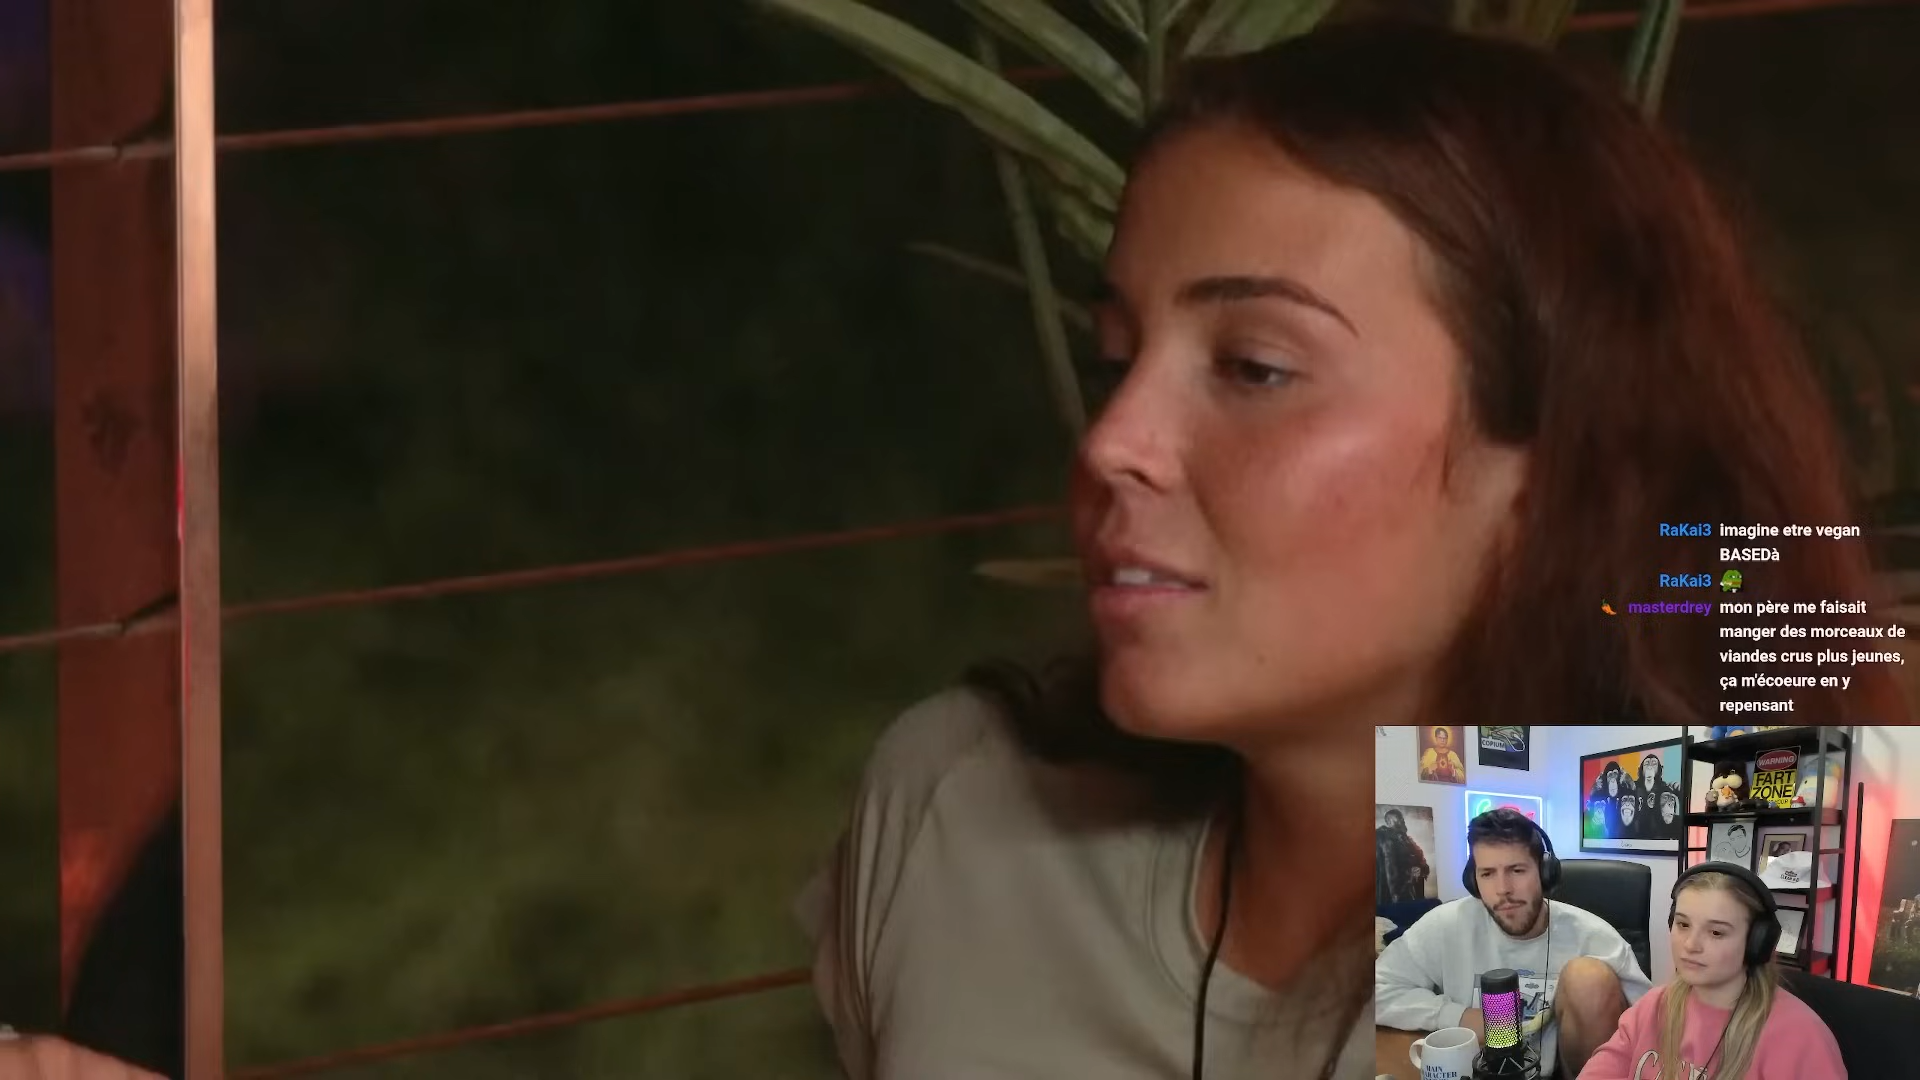 RaKai3 imagine etre vegan
BASEDà
RaKai3
masterdrey mon père me faisait
manger des morceaux de
viandes crus plus jeunes,
ça m'écoeure en y
repensant
COPIUM
WARNING
FART
ZONE
MAIN